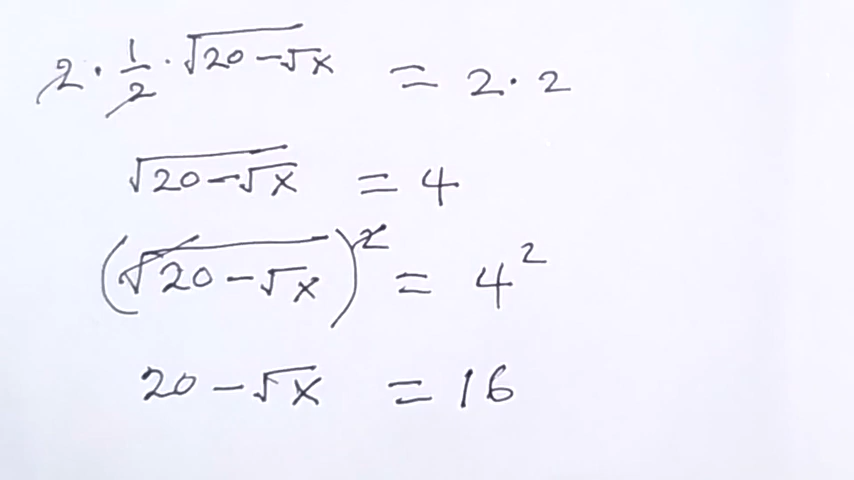 2 · 1/2 · √(20 − √x) = 2 · 2
√(20 − √x) = 4
(√(20 − √x))² = 4²
20 − √x = 16